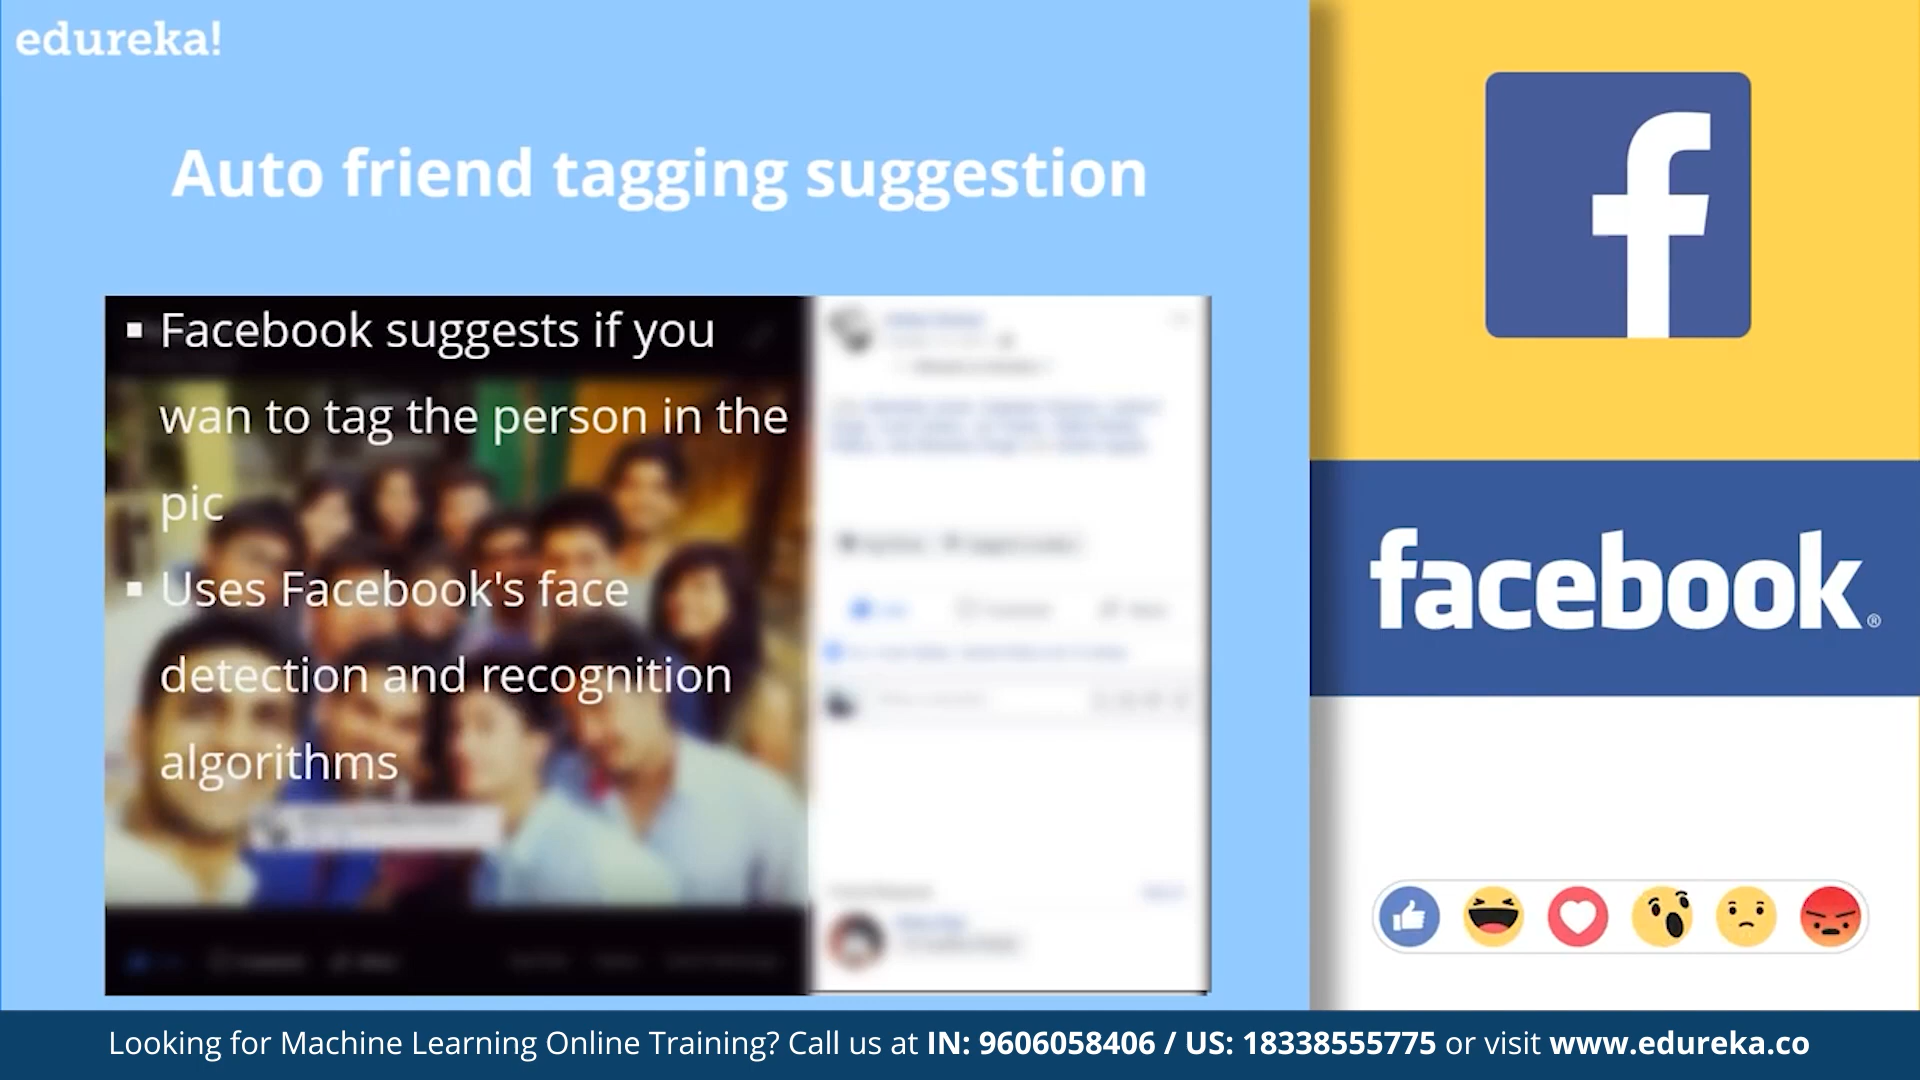 edureka!
Auto friend tagging suggestion
▪ Facebook suggests if you
wan to tag the person in the
pic
▪ Uses Facebook's face
detection and recognition
algorithms
f
facebook®
Looking for Machine Learning Online Training? Call us at IN: 9606058406 / US: 18338555775 or visit www.edureka.co